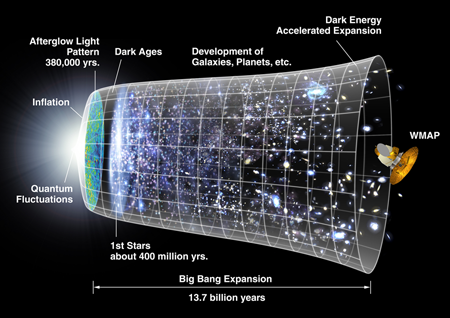 Dark Energy
Accelerated Expansion
Afterglow Light
Pattern
380,000 yrs.
Dark Ages
Development of
Galaxies, Planets, etc.
Inflation
WMAP
Quantum
Fluctuations
1st Stars
about 400 million yrs.
Big Bang Expansion
13.7 billion years